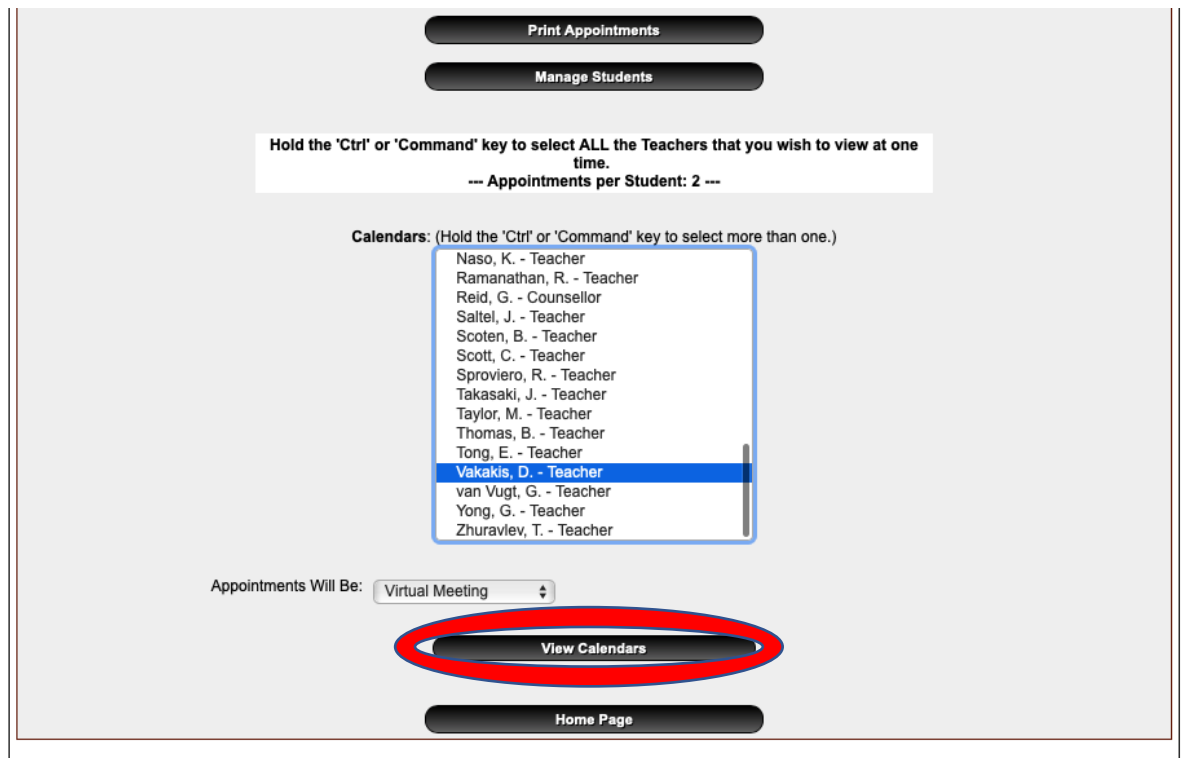 Print Appointments
Manage Students
Hold the 'Ctrl' or 'Command' key to select ALL the Teachers that you wish to view at one
time.
--- Appointments per Student: 2 ---
Calendars: (Hold the 'Ctrl' or 'Command' key to select more than one.)
Naso, K. - Teacher
Ramanathan, R. - Teacher
Reid, G. - Counsellor
Saltel, J. - Teacher
Scoten, B. - Teacher
Scott, C. - Teacher
Sproviero, R. - Teacher
Takasaki, J. - Teacher
Taylor, M. - Teacher
Thomas, B. - Teacher
Tong, E. - Teacher
Vakakis, D. - Teacher
van Vugt, G. - Teacher
Yong, G. - Teacher
Zhuravlev, T. - Teacher
Appointments Will Be: Virtual Meeting
View Calendars
Home Page